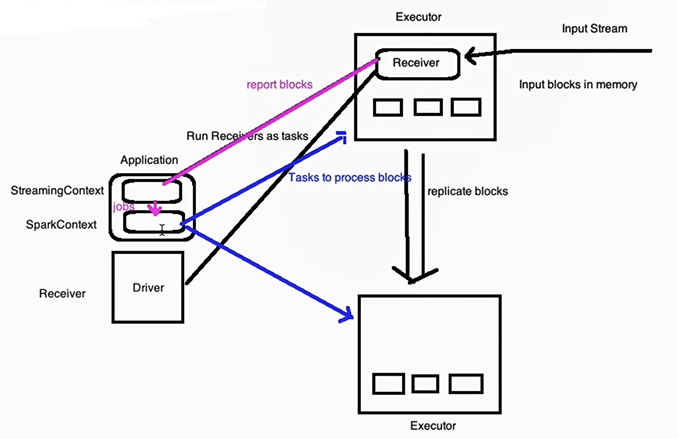 Executor
Input Stream
Receiver
report blocks
Input blocks in memory
Run Receivers as tasks
Application
Tasks to process blocks
StreamingContext
replicate blocks
jobs
SparkContext
Receiver
Driver
Executor